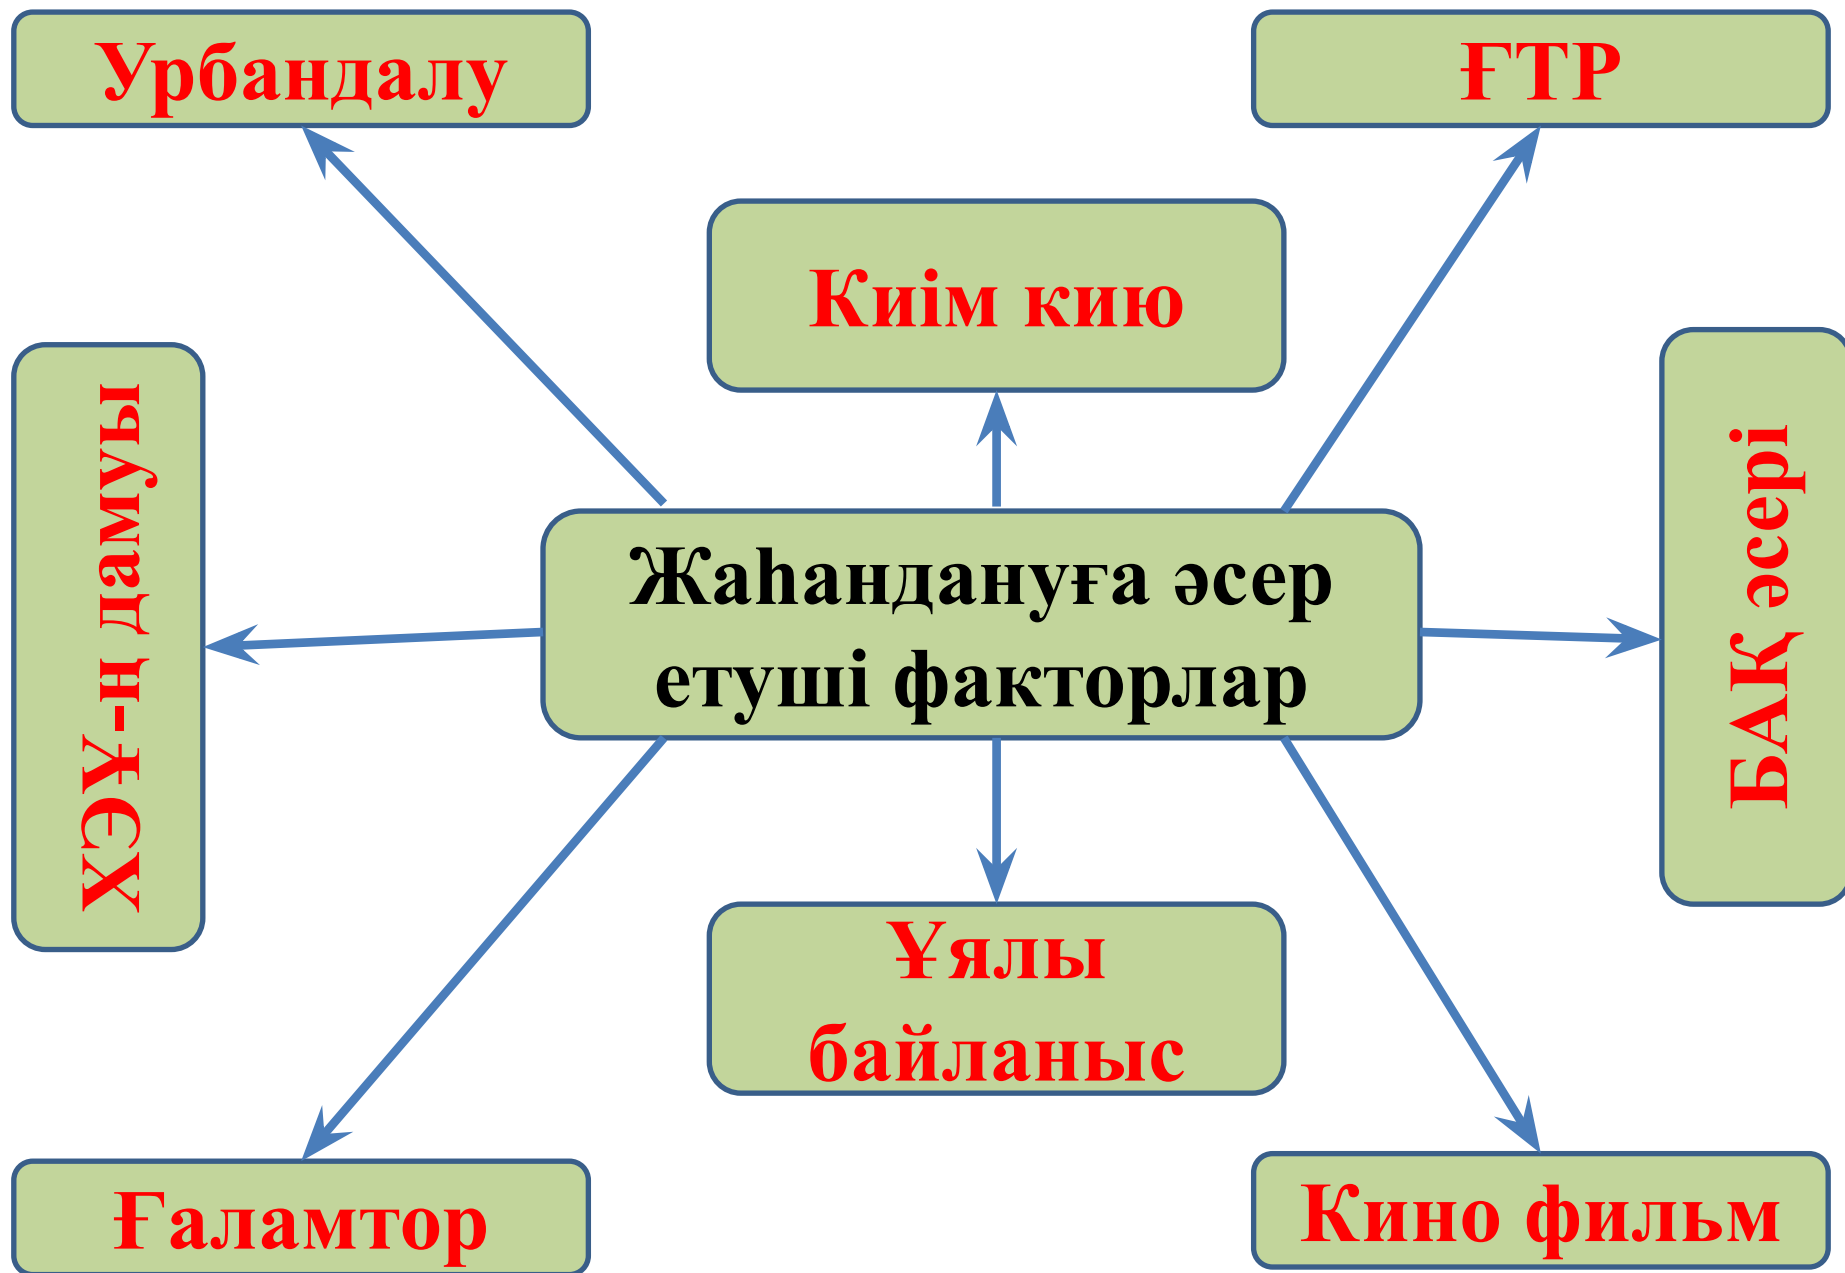 Урбандалу
ҒТР
Киім кию
ХЭҰ-ң дамуы
БАҚ әсері
Жаһандануға әсер
етуші факторлар
Ұялы
байланыс
Ғаламтор
Кино фильм